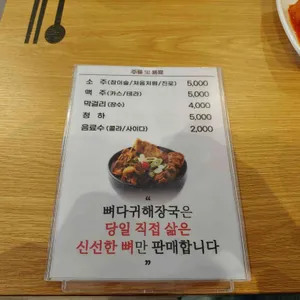 주류 및 음료
소 주 (참이슬/처음처럼/진로) 5,000
맥 주 (카스/테라) 5,000
막걸리 (장수) 4,000
청 하 5,000
음료수 (콜라/사이다) 2,000
“
뼈다귀해장국은
당일 직접 삶은
신선한 뼈만 판매합니다
”